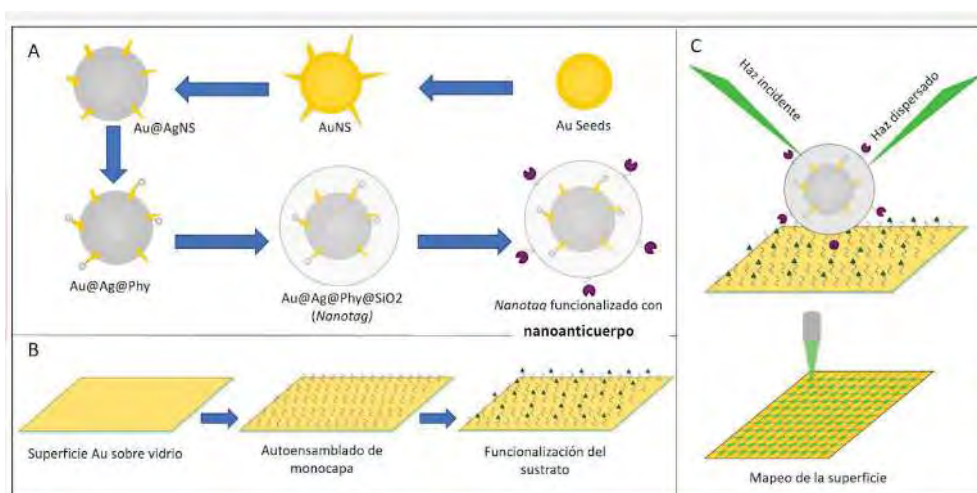 A
Au@AgNS
AuNS
Au Seeds
Au@Ag@Phy
Au@Ag@Phy@SiO2
(Nanotag)
Nanotag funcionalizado con
nanoanticuerpo
B
Superficie Au sobre vidrio
Autoensamblado de
monocapa
Funcionalización del
sustrato
C
Haz incidente
Haz dispersado
Mapeo de la superficie